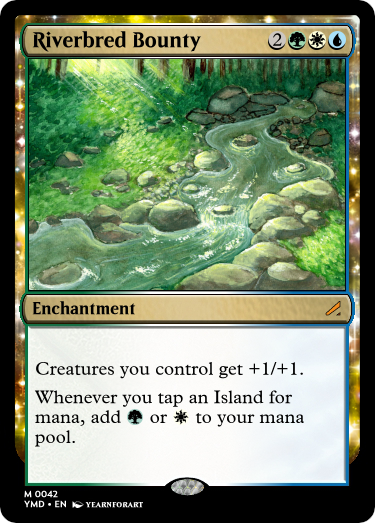 Riverbred Bounty 2
Enchantment
Creatures you control get +1/+1.
Whenever you tap an Island for
mana, add or to your mana
pool.
M 0042
YMD • EN YEARNFORART